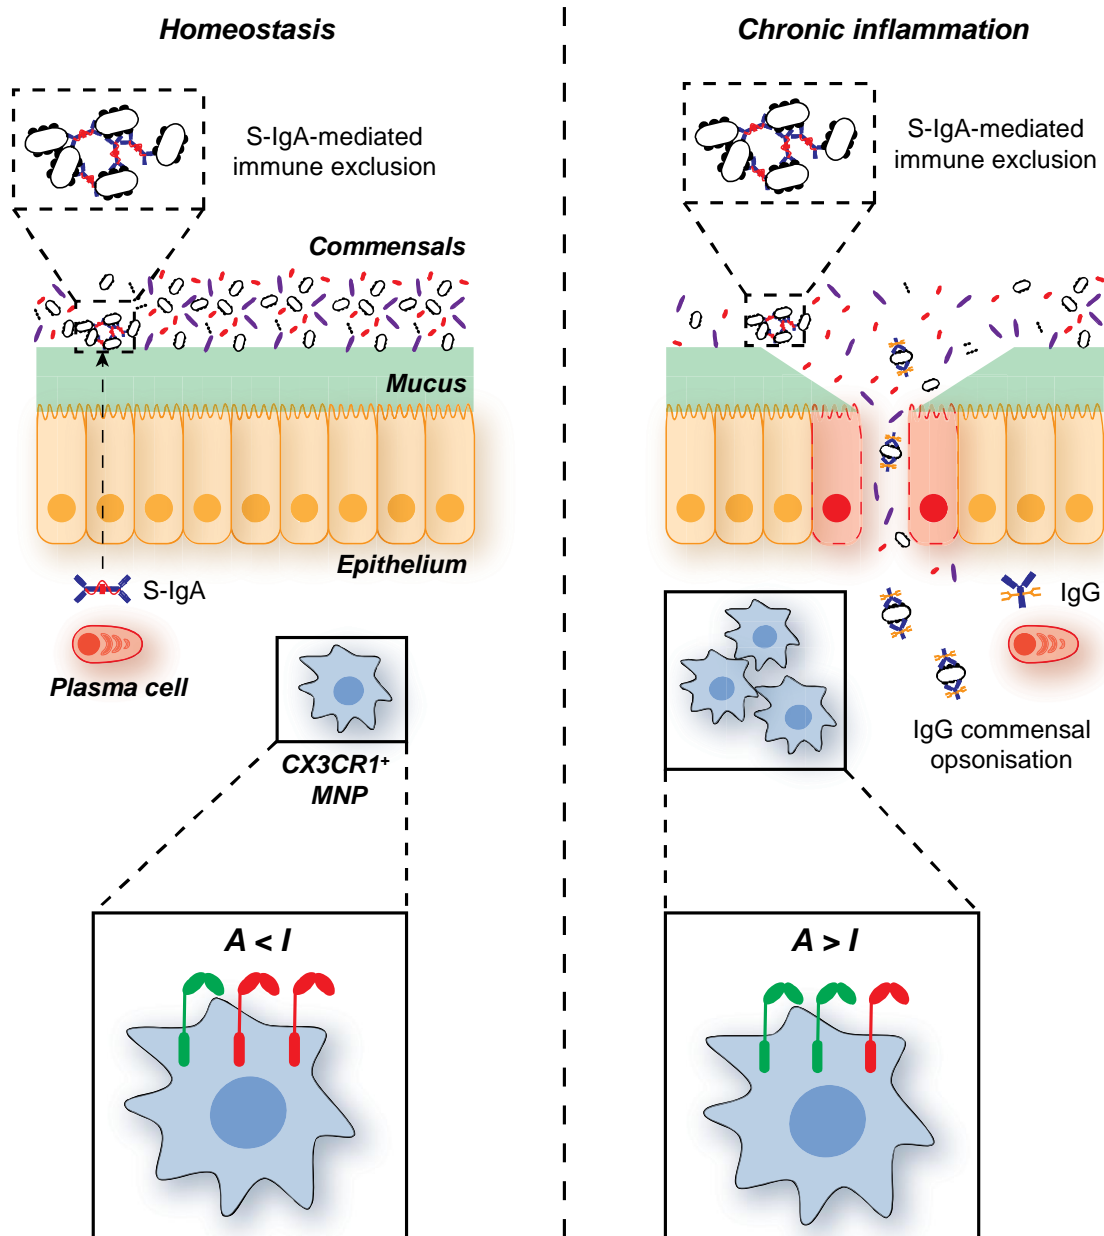 Homeostasis
S-IgA-mediated
immune exclusion
Commensals
Mucus
Epithelium
S-IgA
Plasma cell
CX3CR1⁺
MNP
A < I
Chronic inflammation
S-IgA-mediated
immune exclusion
IgG
IgG commensal
opsonisation
A > I